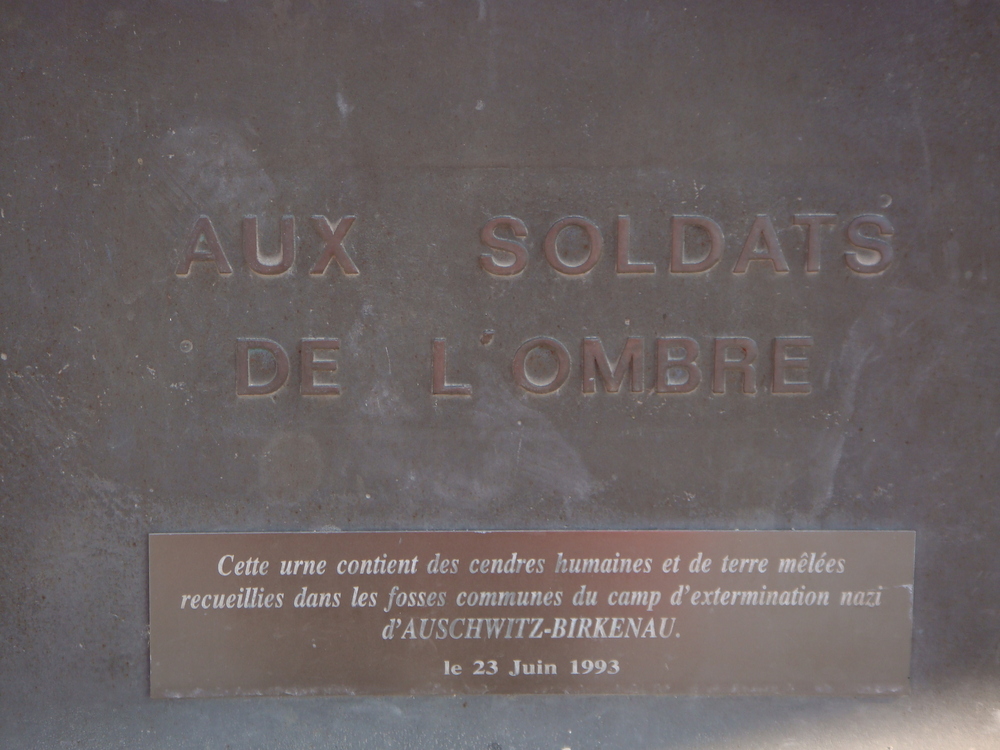 AUX SOLDATS
DE L'OMBRE
Cette urne contient des cendres humaines et de terre mêlées
recueillies dans les fosses communes du camp d'extermination nazi
d'AUSCHWITZ-BIRKENAU.
le 23 Juin 1993